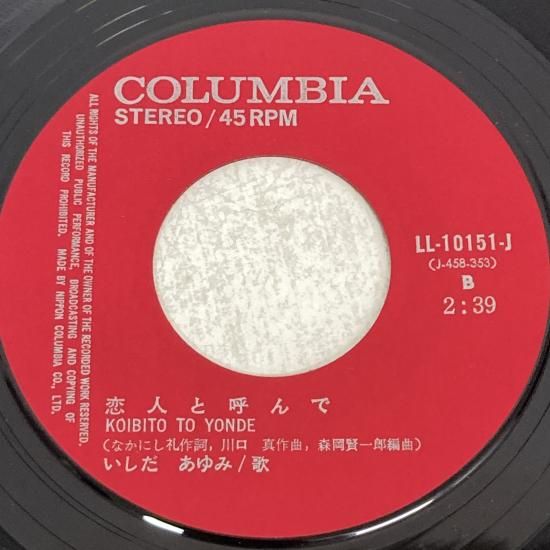 COLUMBIA
STEREO/45RPM
ALL RIGHTS OF THE MANUFACTURER AND OF THE OWNER OF THE RECORDED WORK RESERVED.
UNAUTHORIZED PUBLIC PERFORMANCE, BROADCASTING AND COPYING OF
THIS RECORD PROHIBITED. MADE BY NIPPON COLUMBIA CO., LTD.
LL-10151-J
(J-458-353)
B
2:39
恋人と呼んで
KOIBITO TO YONDE
(なかにし礼作詞,川口 真作曲,森岡賢一郎編曲)
いしだ あゆみ/歌